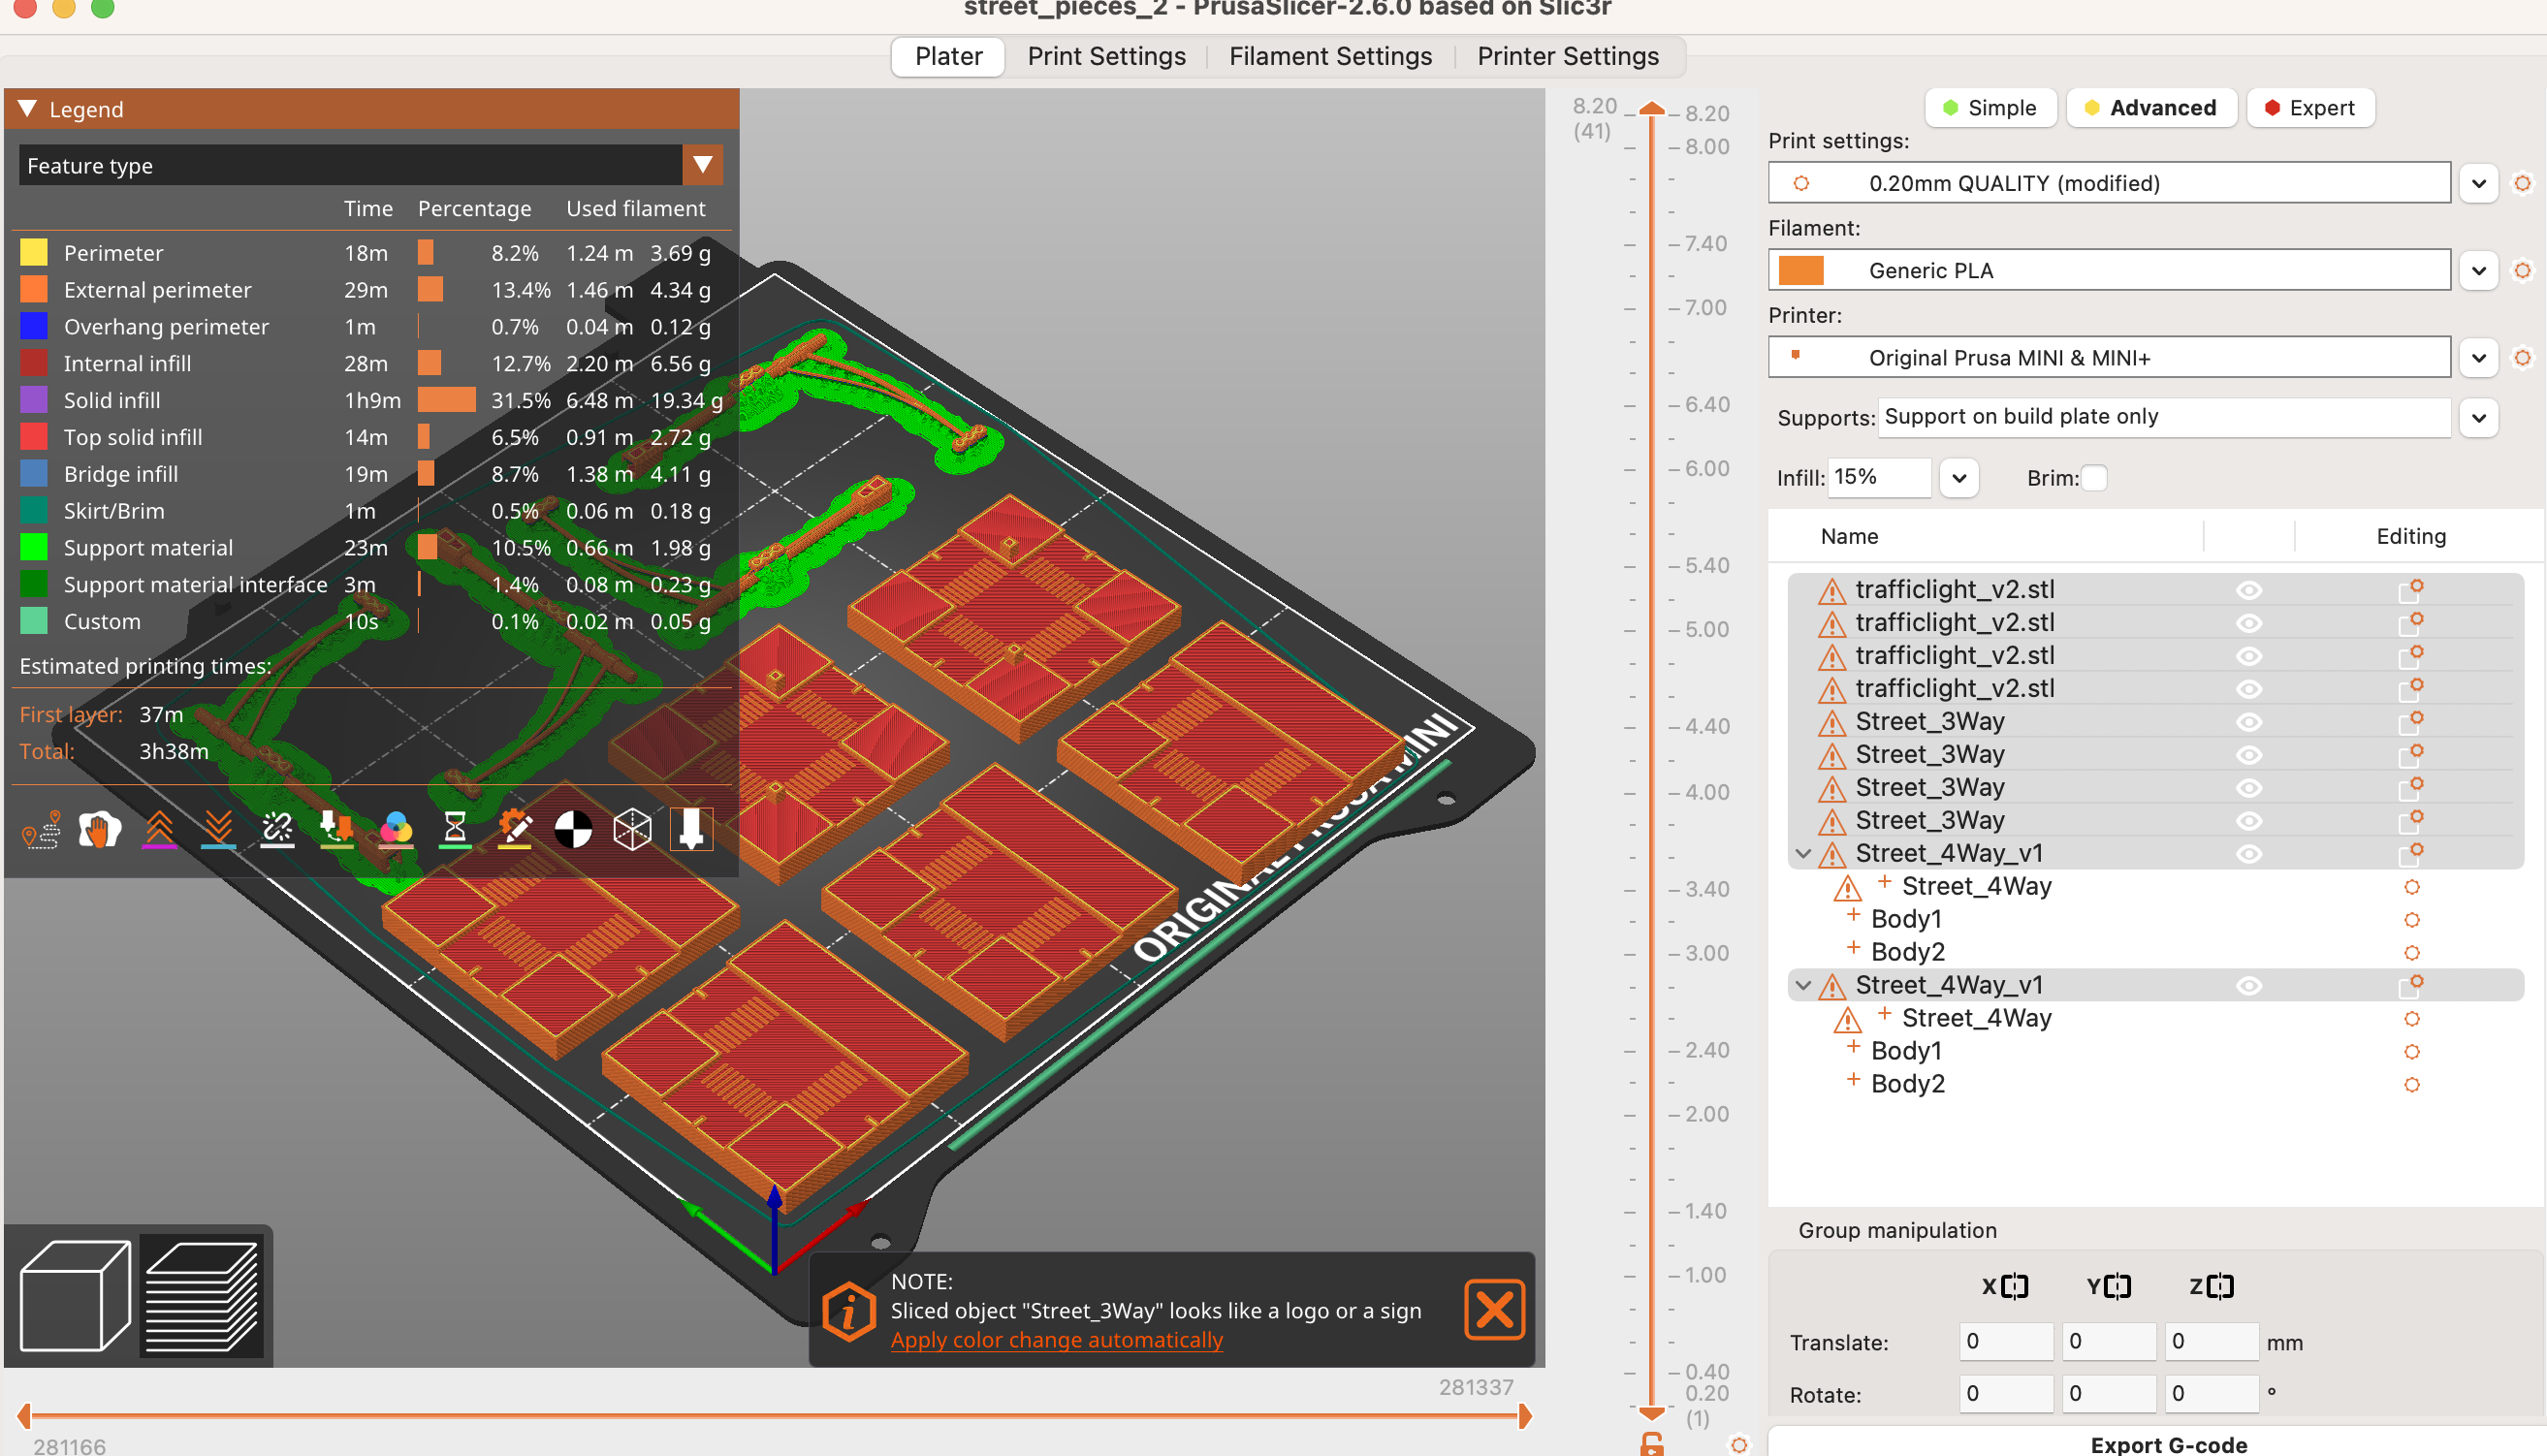 street_pieces_2 - PrusaSlicer-2.6.0 based on Slic3r
Plater Print Settings Filament Settings Printer Settings
Legend
Feature type
Time Percentage Used filament
Perimeter 18m 8.2% 1.24 m 3.69 g
External perimeter 29m 13.4% 1.46 m 4.34 g
Overhang perimeter 1m 0.7% 0.04 m 0.12 g
Internal infill 28m 12.7% 2.20 m 6.56 g
Solid infill 1h9m 31.5% 6.48 m 19.34 g
Top solid infill 14m 6.5% 0.91 m 2.72 g
Bridge infill 19m 8.7% 1.38 m 4.11 g
Skirt/Brim 1m 0.5% 0.06 m 0.18 g
Support material 23m 10.5% 0.66 m 1.98 g
Support material interface 3m 1.4% 0.08 m 0.23 g
Custom 10s 0.1% 0.02 m 0.05 g
Estimated printing times:
First layer: 37m
Total: 3h38m
NOTE:
Sliced object "Street_3Way" looks like a logo or a sign
Apply color change automatically
281337
281166
8.20
(41)
8.20
8.00
7.40
7.00
6.40
6.00
5.40
5.00
4.40
4.00
3.40
3.00
2.40
2.00
1.40
1.00
0.40
0.20
(1)
Simple Advanced Expert
Print settings:
0.20mm QUALITY (modified)
Filament:
Generic PLA
Printer:
Original Prusa MINI & MINI+
Supports: Support on build plate only
Infill: 15% Brim:
Name Editing
trafficlight_v2.stl
trafficlight_v2.stl
trafficlight_v2.stl
trafficlight_v2.stl
Street_3Way
Street_3Way
Street_3Way
Street_3Way
Street_4Way_v1
Street_4Way
Body1
Body2
Street_4Way_v1
Street_4Way
Body1
Body2
Group manipulation
X Y Z
Translate: 0 0 0 mm
Rotate: 0 0 0 °
Export G-code